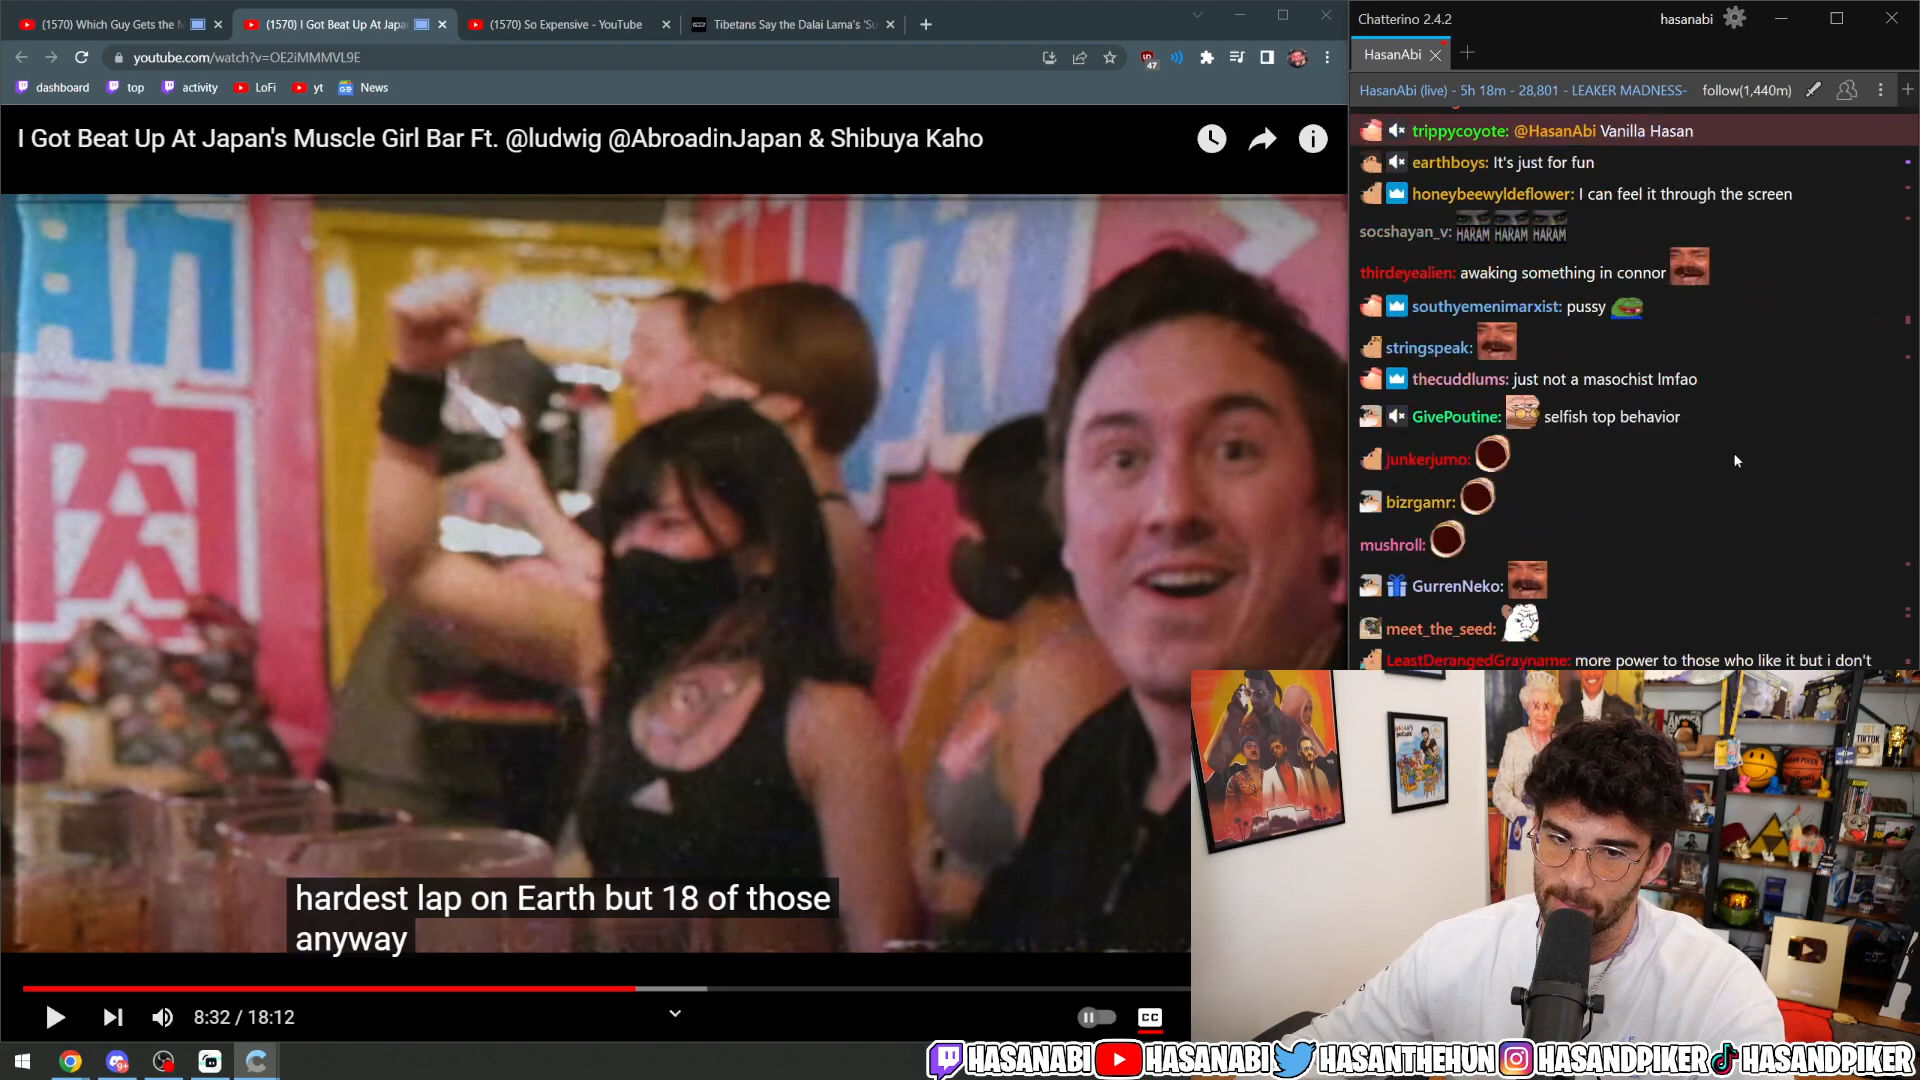 (1570) Which Guy Gets the M
(1570) I Got Beat Up At Japa
(1570) So Expensive - YouTube
Tibetans Say the Dalai Lama's 'Su
youtube.com/watch?v=OE2iMMMVL9E
47
dashboard
top
activity
LoFi
yt
News
I Got Beat Up At Japan's Muscle Girl Bar Ft. @ludwig @AbroadinJapan & Shibuya Kaho
hardest lap on Earth but 18 of those
anyway
8:32 / 18:12
CC
Chatterino 2.4.2
hasanabi
HasanAbi
HasanAbi (live) - 5h 18m - 28,801 - LEAKER MADNESS-
follow(1,440m)
trippycoyote: @HasanAbi Vanilla Hasan
earthboys: It's just for fun
honeybeewyldeflower: I can feel it through the screen
socshayan_v: HARAM HARAM HARAM
thirdeyealien: awaking something in connor
southyemenimarxist: pussy
stringspeak:
thecuddlums: just not a masochist lmfao
GivePoutine: selfish top behavior
junkerjumo:
bizrgamr:
mushroll:
GurrenNeko:
meet_the_seed:
LeastDerangedGrayname: more power to those who like it but i don't
HASANABI HASANABI HASANTHEHUN HASANDPIKER HASANDPIKER